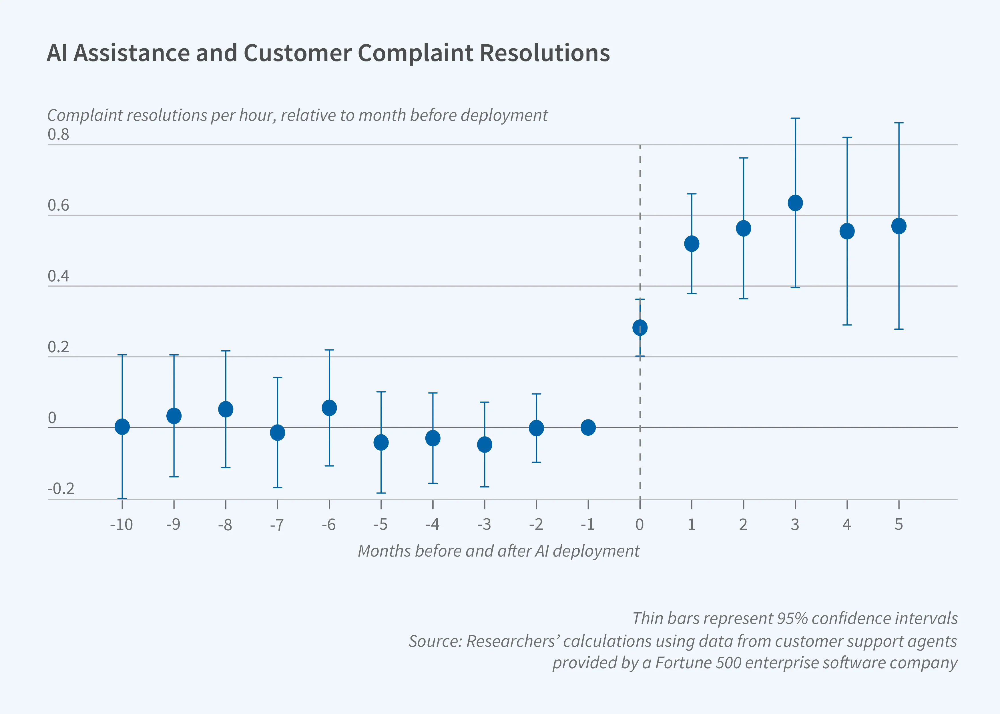 AI Assistance and Customer Complaint Resolutions
Complaint resolutions per hour, relative to month before deployment
0.8
0.6
0.4
0.2
0
-0.2
-10 -9 -8 -7 -6 -5 -4 -3 -2 -1 0 1 2 3 4 5
Months before and after AI deployment
Thin bars represent 95% confidence intervals
Source: Researchers’ calculations using data from customer support agents
provided by a Fortune 500 enterprise software company